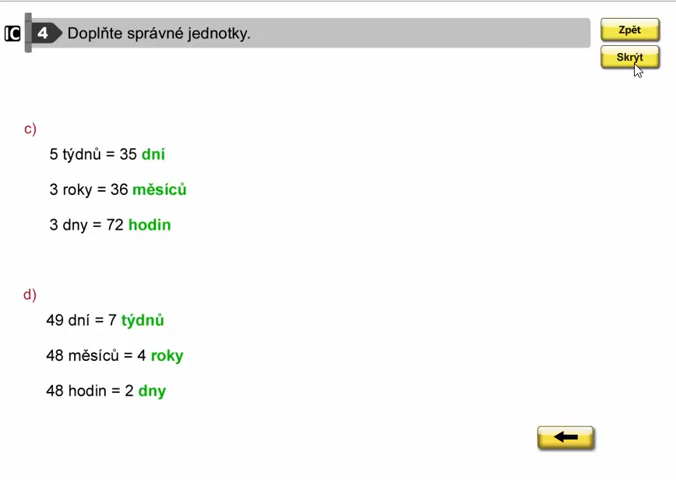 IC 4 Doplňte správné jednotky.
Zpět
Skrýt
c)
5 týdnů = 35 dní
3 roky = 36 měsíců
3 dny = 72 hodin
d)
49 dní = 7 týdnů
48 měsíců = 4 roky
48 hodin = 2 dny